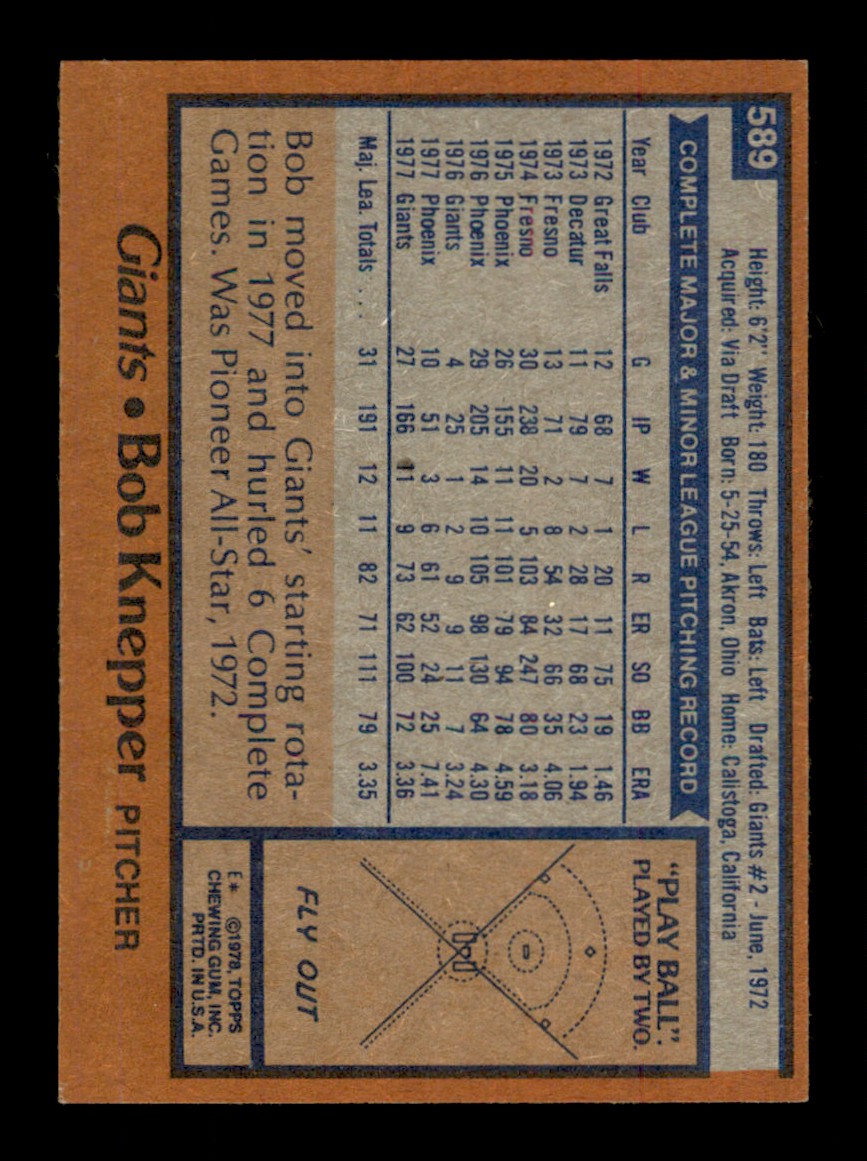 589
Height: 6'2" Weight: 180 Throws: Left Bats: Left Drafted: Giants #2 - June, 1972
Acquired: Via Draft Born: 5-25-54, Akron, Ohio Home: Calistoga, California
COMPLETE MAJOR & MINOR LEAGUE PITCHING RECORD
Year Club G IP W L R ER SO BB ERA
1972 Great Falls 12 68 7 1 20 11 75 19 1.46
1973 Decatur 11 79 7 2 28 17 68 23 1.94
1973 Fresno 13 71 2 8 54 32 66 35 4.06
1974 Fresno 30 238 20 5 103 84 247 80 3.18
1975 Phoenix 26 155 11 11 101 79 94 78 4.59
1976 Phoenix 29 205 14 10 105 98 130 64 4.30
1976 Giants 4 25 1 2 9 9 11 7 3.24
1977 Phoenix 10 51 3 6 61 52 24 25 7.41
1977 Giants 27 166 11 9 73 62 100 72 3.36
Maj. Lea. Totals . . . 31 191 12 11 82 71 111 79 3.35
Bob moved into Giants' starting rota-
tion in 1977 and hurled 6 Complete
Games. Was Pioneer All-Star, 1972.
"PLAY BALL":
PLAYED BY TWO.
FLY OUT
E* ©1978, TOPPS
CHEWING GUM, INC.
PRTD. IN U.S.A.
Giants • Bob Knepper PITCHER